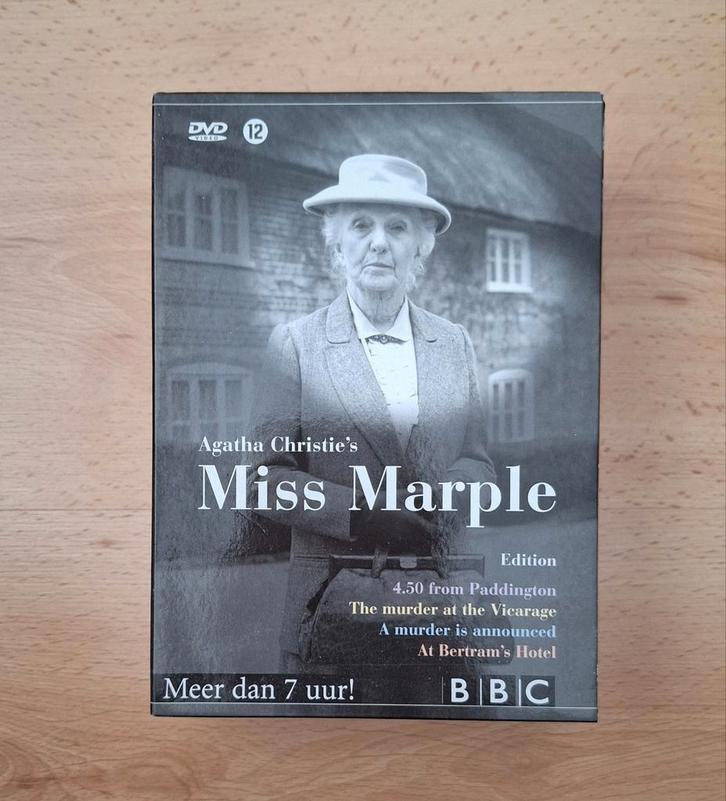 DVD 12
VIDEO
Agatha Christie's
Miss Marple
Edition
4.50 from Paddington
The murder at the Vicarage
A murder is announced
At Bertram's Hotel
Meer dan 7 uur! BBC